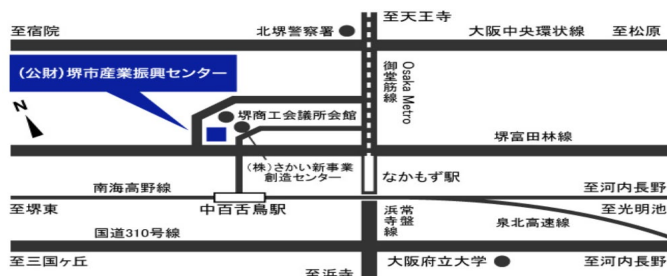 至天王寺
至宿院
北堺警察署
大阪中央環状線
至松原
(公財)堺市産業振興センター
Osaka Metro
御堂筋線
N
堺商工会議所会館
堺富田林線
(株)さかい新事業
創造センター
なかもず駅
南海高野線
至河内長野
至堺東
中百舌鳥駅
常磐
浜寺線
至光明池
泉北高速線
国道310号線
至三国ヶ丘
大阪府立大学
至河内長野
至浜寺